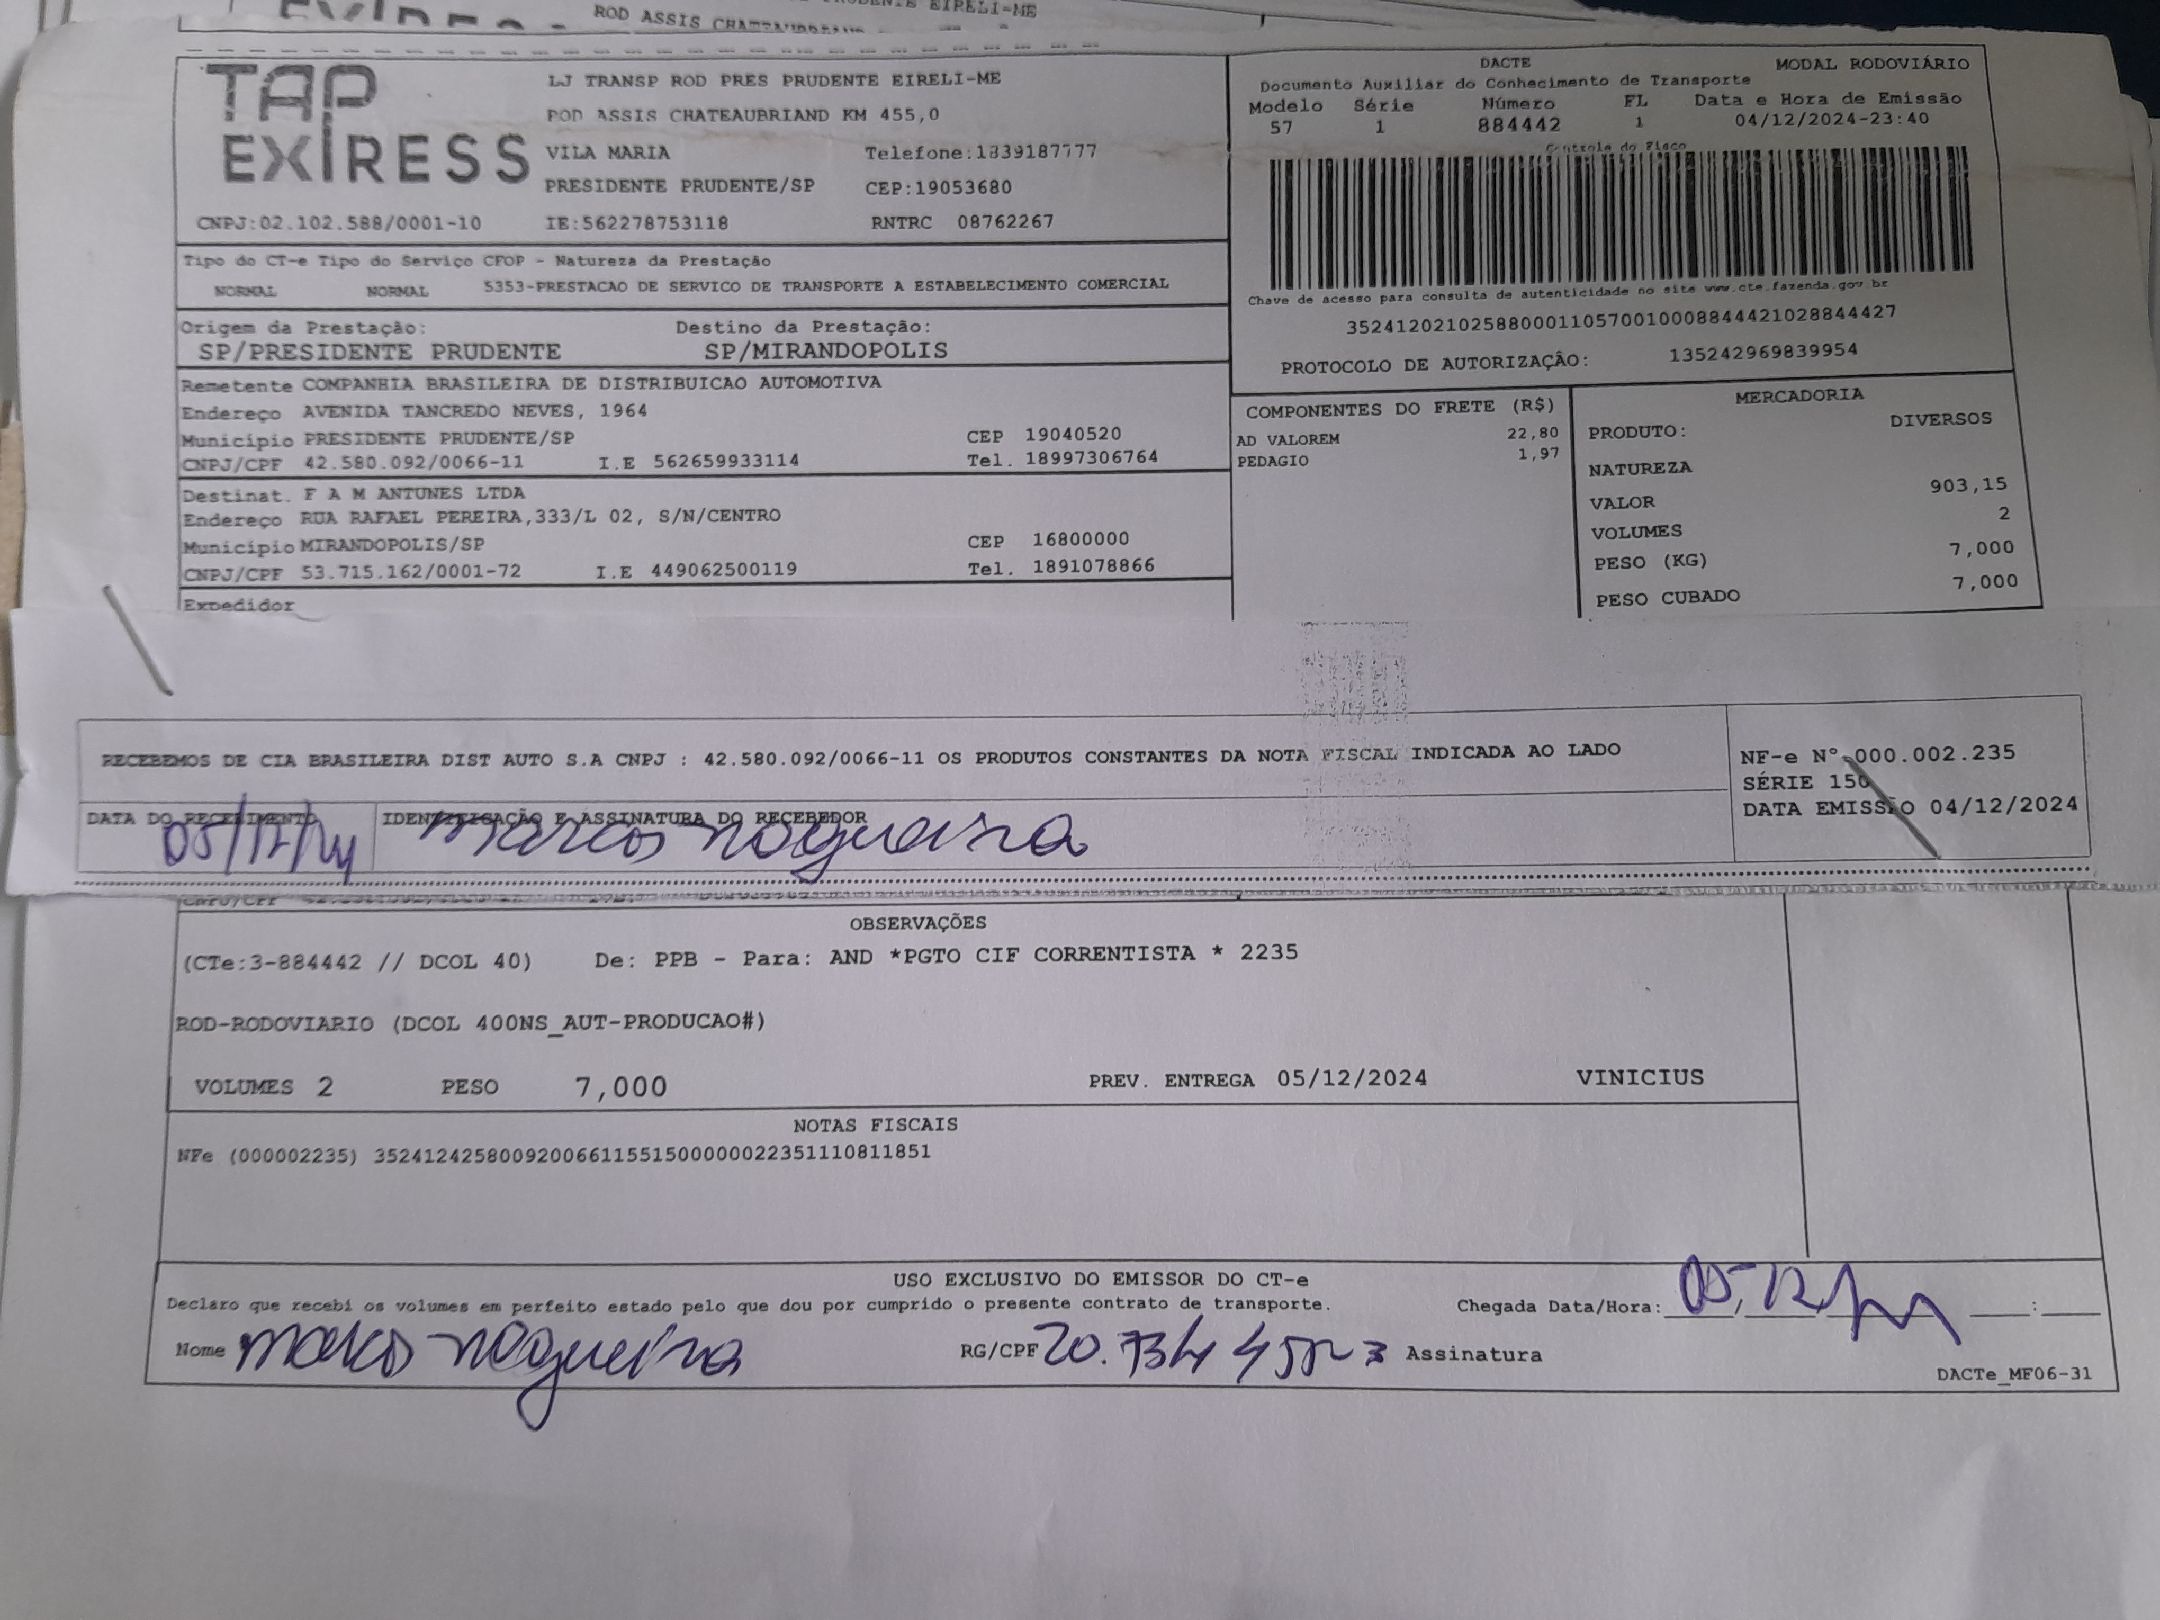 ROD ASSIS CHATEAUBRIAND
EIRELI-ME
TAP EXPRESS
LJ TRANSP ROD PRES PRUDENTE EIRELI-ME
ROD ASSIS CHATEAUBRIAND KM 455,0
VILA MARIA Telefone:1839187777
PRESIDENTE PRUDENTE/SP CEP:19053680
CNPJ:02.102.588/0001-10 IE:562278753118 RNTRC 08762267
DACTE MODAL RODOVIÁRIO
Documento Auxiliar do Conhecimento de Transporte
Modelo Série Número FL Data e Hora de Emissão
57 1 884442 1 04/12/2024-23:40
Controle do Fisco
Chave de acesso para consulta de autenticidade no site www.cte.fazenda.gov.br
35241202102588000110570010008844421028844427
PROTOCOLO DE AUTORIZAÇÃO: 135242969839954
Tipo do CT-e Tipo do Serviço CFOP - Natureza da Prestação
NORMAL NORMAL 5353-PRESTACAO DE SERVICO DE TRANSPORTE A ESTABELECIMENTO COMERCIAL
Origem da Prestação: Destino da Prestação:
SP/PRESIDENTE PRUDENTE SP/MIRANDOPOLIS
Remetente COMPANHIA BRASILEIRA DE DISTRIBUICAO AUTOMOTIVA
Endereço AVENIDA TANCREDO NEVES, 1964
Município PRESIDENTE PRUDENTE/SP CEP 19040520
CNPJ/CPF 42.580.092/0066-11 I.E 562659933114 Tel. 18997306764
Destinat. F A M ANTUNES LTDA
Endereço RUA RAFAEL PEREIRA,333/L 02, S/N/CENTRO
Município MIRANDOPOLIS/SP CEP 16800000
CNPJ/CPF 53.715.162/0001-72 I.E 449062500119 Tel. 1891078866
Expedidor
COMPONENTES DO FRETE (R$)
AD VALOREM 22,80
PEDAGIO 1,97
MERCADORIA
PRODUTO: DIVERSOS
NATUREZA
VALOR 903,15
VOLUMES 2
PESO (KG) 7,000
PESO CUBADO 7,000
RECEBEMOS DE CIA BRASILEIRA DIST AUTO S.A CNPJ : 42.580.092/0066-11 OS PRODUTOS CONSTANTES DA NOTA FISCAL INDICADA AO LADO
NF-e Nº 000.002.235
SÉRIE 150
DATA EMISSÃO 04/12/2024
DATA DO RECEBIMENTO IDENTIFICAÇÃO E ASSINATURA DO RECEBEDOR
05/12/24 marcos nogueira
CNPJ/CPF
OBSERVAÇÕES
(CTe:3-884442 // DCOL 40) De: PPB - Para: AND *PGTO CIF CORRENTISTA * 2235
ROD-RODOVIARIO (DCOL 400NS_AUT-PRODUCAO#)
VOLUMES 2 PESO 7,000 PREV. ENTREGA 05/12/2024 VINICIUS
NOTAS FISCAIS
NFe (000002235) 35241242580092006611551500000022351110811851
USO EXCLUSIVO DO EMISSOR DO CT-e
Declaro que recebi os volumes em perfeito estado pelo que dou por cumprido o presente contrato de transporte. Chegada Data/Hora: 05/12/24 :
Nome marcos nogueira RG/CPF Assinatura
DACTe_MF06-31